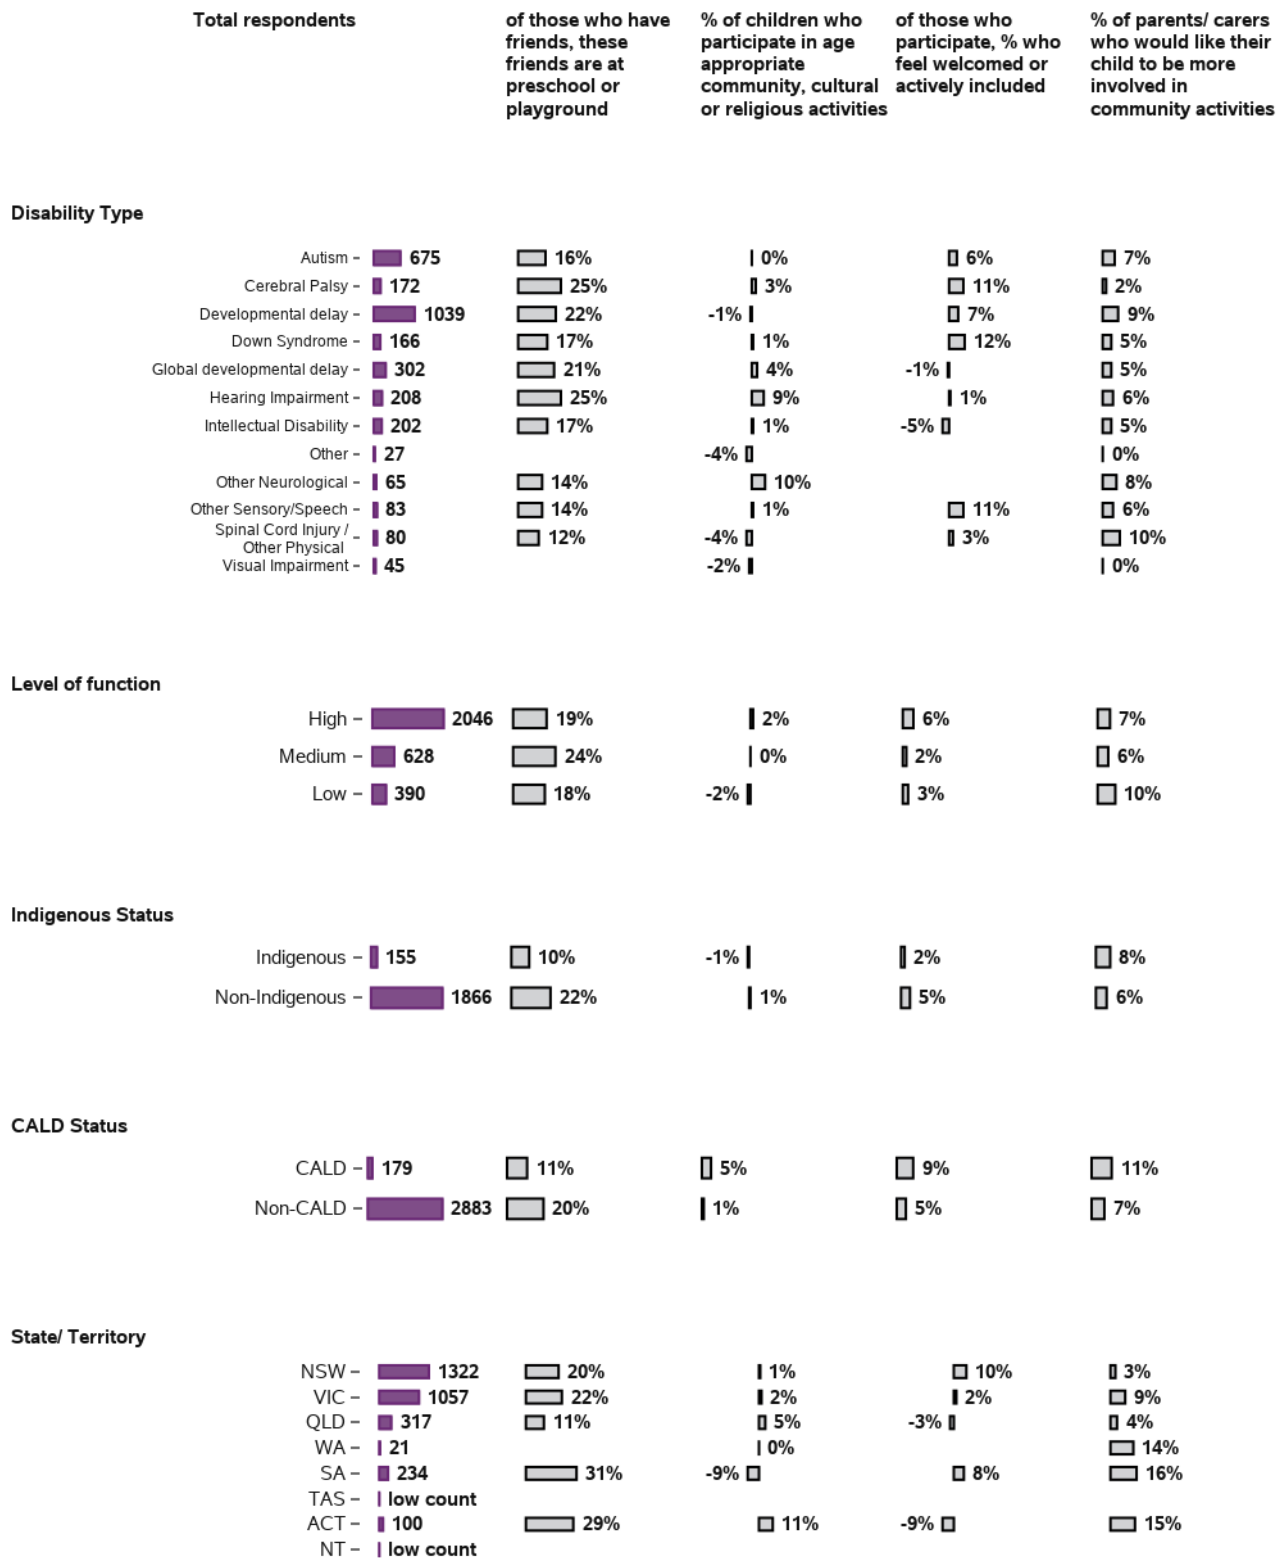 Total respondents
of those who have friends, these friends are at preschool or playground
% of children who participate in age appropriate community, cultural or religious activities
of those who participate, % who feel welcomed or actively included
% of parents/ carers who would like their child to be more involved in community activities
Disability Type
Autism 675 16% 0% 6% 7%
Cerebral Palsy 172 25% 3% 11% 2%
Developmental delay 1039 22% -1% 7% 9%
Down Syndrome 166 17% 1% 12% 5%
Global developmental delay 302 21% 4% -1% 5%
Hearing Impairment 208 25% 9% 1% 6%
Intellectual Disability 202 17% 1% -5% 5%
Other 27 -4% 0%
Other Neurological 65 14% 10% 8%
Other Sensory/Speech 83 14% 1% 11% 6%
Spinal Cord Injury /
Other Physical 80 12% -4% 3% 10%
Visual Impairment 45 -2% 0%
Level of function
High 2046 19% 2% 6% 7%
Medium 628 24% 0% 2% 6%
Low 390 18% -2% 3% 10%
Indigenous Status
Indigenous 155 10% -1% 2% 8%
Non-Indigenous 1866 22% 1% 5% 6%
CALD Status
CALD 179 11% 5% 9% 11%
Non-CALD 2883 20% 1% 5% 7%
State/ Territory
NSW 1322 20% 1% 10% 3%
VIC 1057 22% 2% 2% 9%
QLD 317 11% 5% -3% 4%
WA 21 0% 14%
SA 234 31% -9% 8% 16%
TAS low count
ACT 100 29% 11% -9% 15%
NT low count